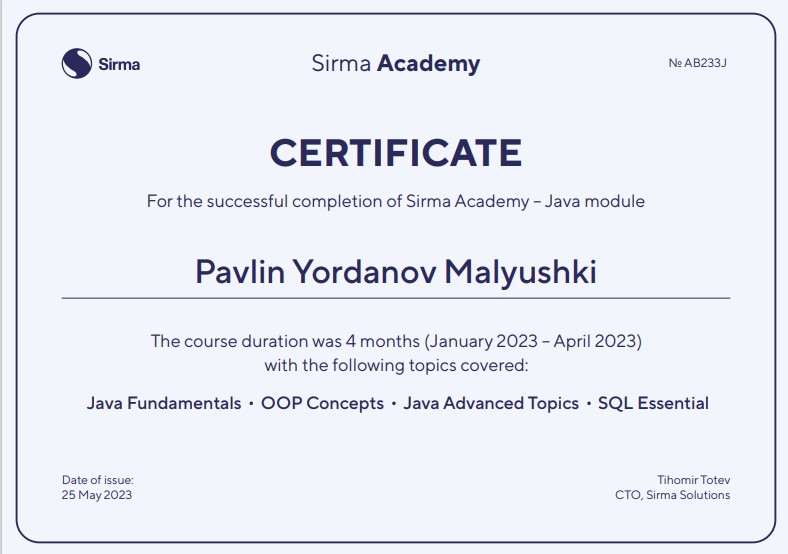 Sirma
Sirma Academy
№ AB233J
CERTIFICATE
For the successful completion of Sirma Academy – Java module
Pavlin Yordanov Malyushki
The course duration was 4 months (January 2023 – April 2023)
with the following topics covered:
Java Fundamentals • OOP Concepts • Java Advanced Topics • SQL Essential
Date of issue:
25 May 2023
Tihomir Totev
CTO, Sirma Solutions